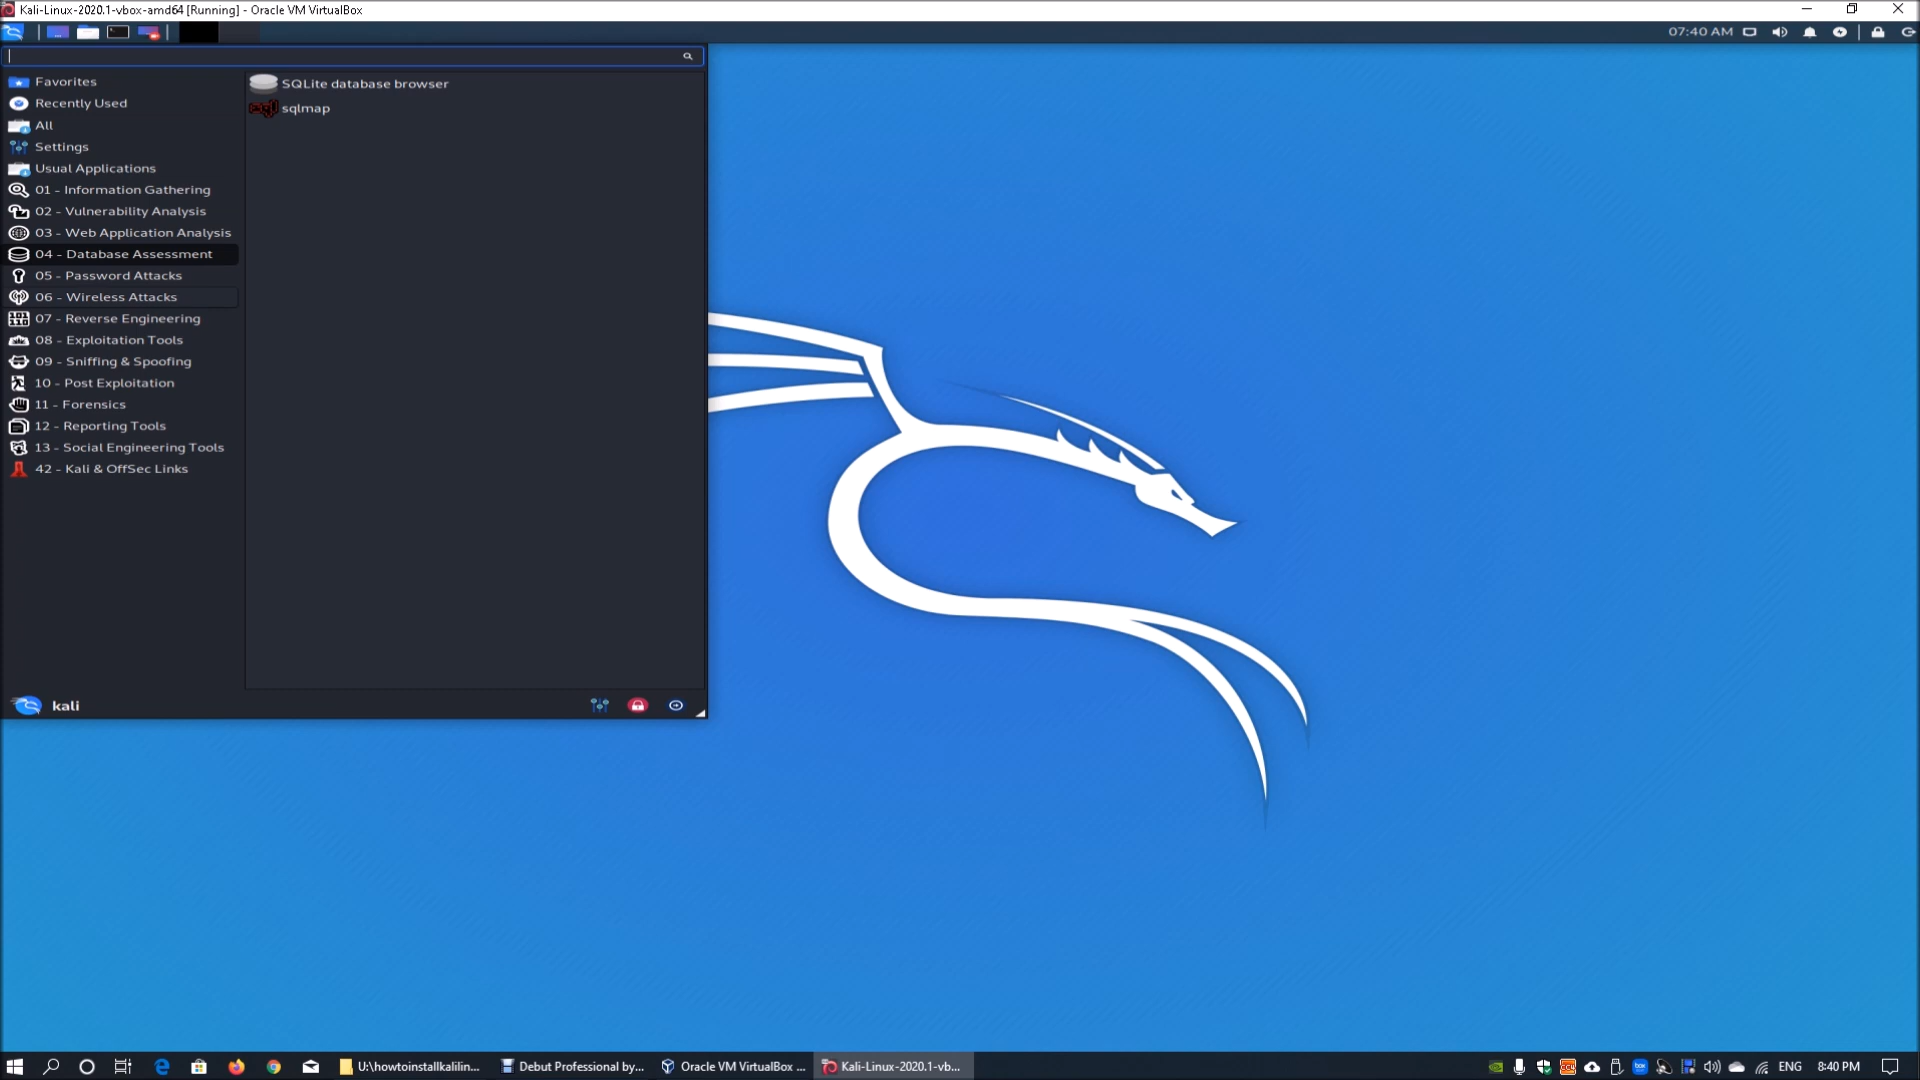 Kali-Linux-2020.1-vbox-amd64 [Running] - Oracle VM VirtualBox
07:40 AM
Favorites
Recently Used
All
Settings
Usual Applications
01 - Information Gathering
02 - Vulnerability Analysis
03 - Web Application Analysis
04 - Database Assessment
05 - Password Attacks
06 - Wireless Attacks
07 - Reverse Engineering
08 - Exploitation Tools
09 - Sniffing & Spoofing
10 - Post Exploitation
11 - Forensics
12 - Reporting Tools
13 - Social Engineering Tools
42 - Kali & OffSec Links
SQLite database browser
sqlmap
kali
U:\howtoinstallkalilin...
Debut Professional by...
Oracle VM VirtualBox ...
Kali-Linux-2020.1-vb...
ENG
8:40 PM